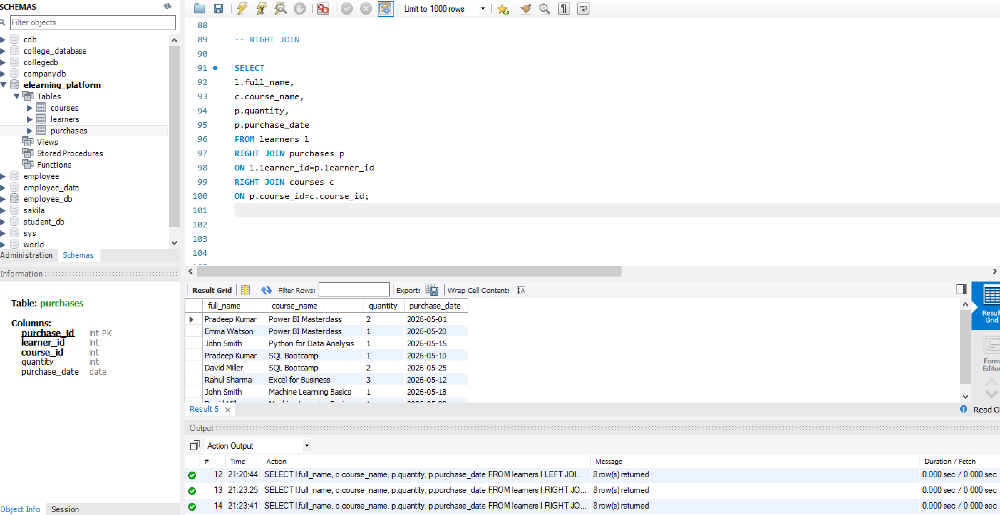 SCHEMAS
Filter objects
cdb
college_database
collegedb
companydb
elearning_platform
Tables
courses
learners
purchases
Views
Stored Procedures
Functions
employee
employee_data
employee_db
sakila
student_db
sys
world
Administration Schemas
Information
Table: purchases
Columns:
purchase_id int PK
learner_id int
course_id int
quantity int
purchase_date date
Object Info Session
Limit to 1000 rows
88
89 -- RIGHT JOIN
90
91 SELECT
92 l.full_name,
93 c.course_name,
94 p.quantity,
95 p.purchase_date
96 FROM learners l
97 RIGHT JOIN purchases p
98 ON l.learner_id=p.learner_id
99 RIGHT JOIN courses c
100 ON p.course_id=c.course_id;
101
102
103
104
Result Grid Filter Rows: Export: Wrap Cell Content:
full_name course_name quantity purchase_date
Pradeep Kumar Power BI Masterclass 2 2026-05-01
Emma Watson Power BI Masterclass 1 2026-05-20
John Smith Python for Data Analysis 1 2026-05-15
Pradeep Kumar SQL Bootcamp 1 2026-05-10
David Miller SQL Bootcamp 2 2026-05-25
Rahul Sharma Excel for Business 3 2026-05-12
John Smith Machine Learning Basics 1 2026-05-18
Result
Grid
Form
Editor
Result 5
Read O
Output
Action Output
# Time Action Message Duration / Fetch
12 21:20:44 SELECT l.full_name, c.course_name, p.quantity, p.purchase_date FROM learners l LEFT JOI... 8 row(s) returned 0.000 sec / 0.000 sec
13 21:23:25 SELECT l.full_name, c.course_name, p.quantity, p.purchase_date FROM learners l RIGHT JO... 8 row(s) returned 0.000 sec / 0.000 sec
14 21:23:41 SELECT l.full_name, c.course_name, p.quantity, p.purchase_date FROM learners l RIGHT JO... 8 row(s) returned 0.000 sec / 0.000 sec